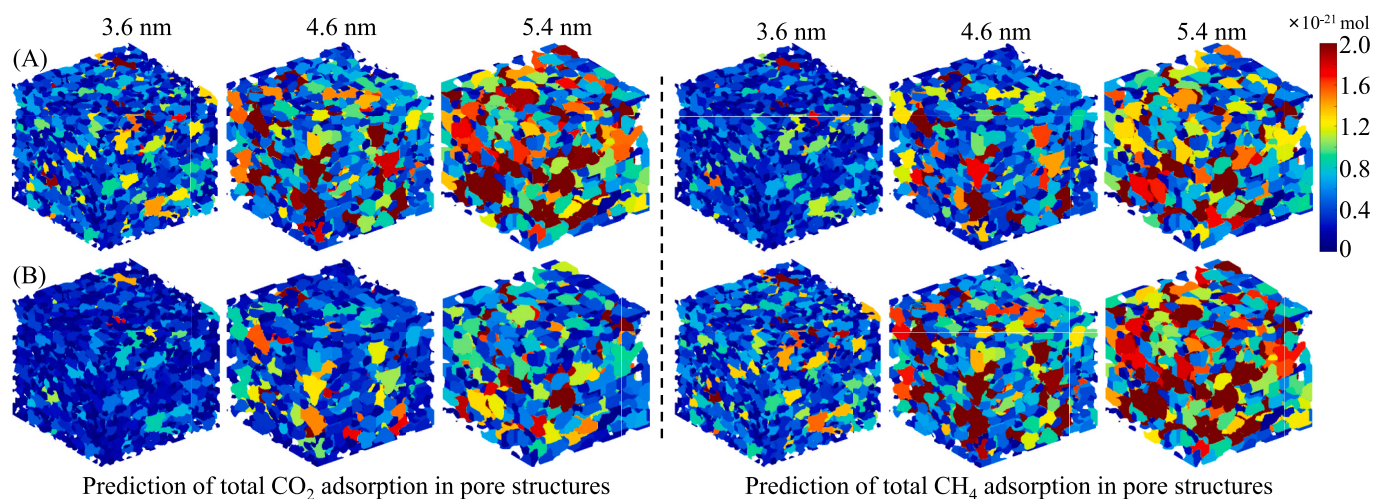 3.6 nm 4.6 nm 5.4 nm 3.6 nm 4.6 nm 5.4 nm ×10⁻²¹ mol
(A)
2.0
1.6
1.2
0.8
0.4
0
(B)
Prediction of total CO₂ adsorption in pore structures
Prediction of total CH₄ adsorption in pore structures